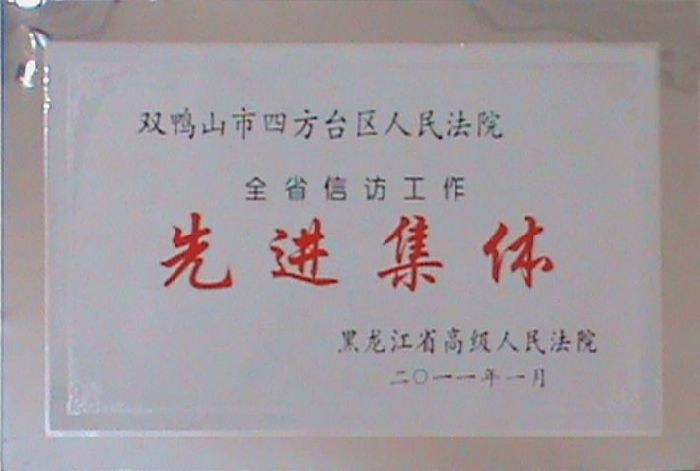 双鸭山市四方台区人民法院
全省信访工作
先进集体
黑龙江省高级人民法院
二〇一一年一月